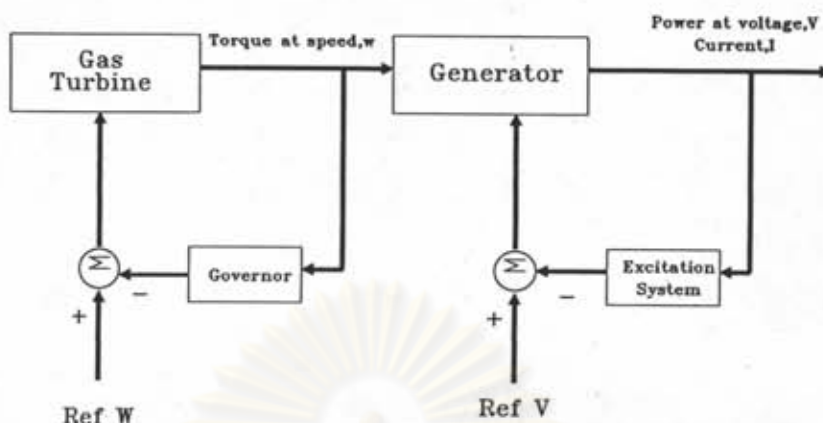 Gas
Turbine
Torque at speed,w
Generator
Power at voltage,V
Current,I
Σ
Governor
−
+
Ref W
Σ
Excitation
System
−
+
Ref V